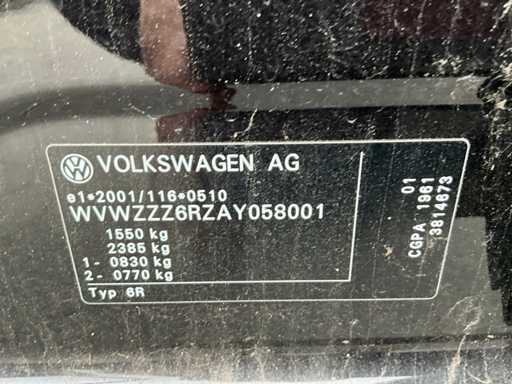 VOLKSWAGEN AG
e1*2001/116*0510
WVWZZZ6RZAY058001
1550 kg
2385 kg
1- 0830 kg
2- 0770 kg
Typ 6R
01
CGPA 1961
3814673